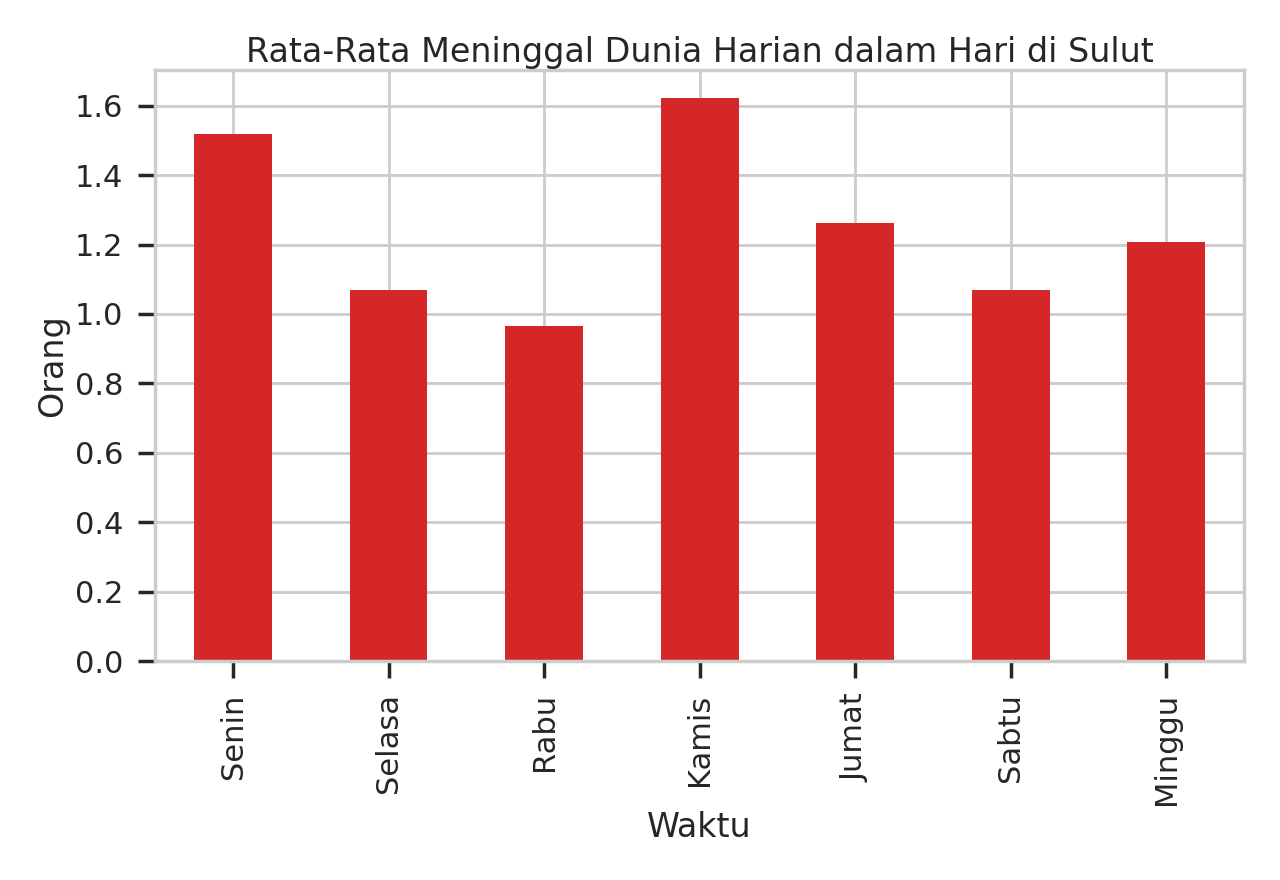 Rata-Rata Meninggal Dunia Harian dalam Hari di Sulut
Orang
1.6
1.4
1.2
1.0
0.8
0.6
0.4
0.2
0.0
Senin
Selasa
Rabu
Kamis
Jumat
Sabtu
Minggu
Waktu